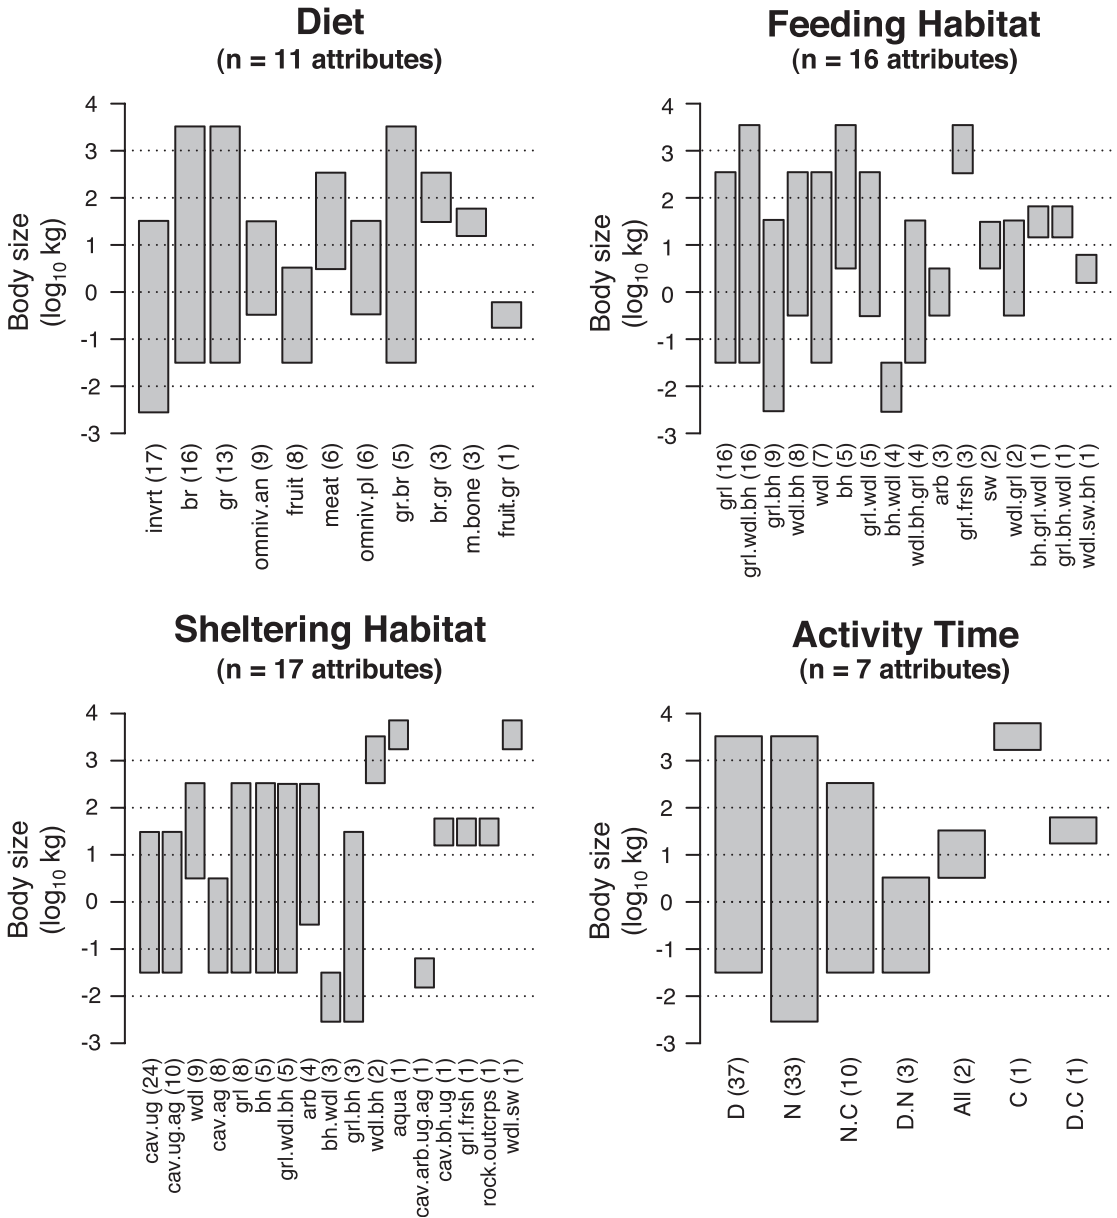 Diet
(n = 11 attributes)
Body size
(log10 kg)
4
3
2
1
0
-1
-2
-3
invrt (17)
br (16)
gr (13)
omniv.an (9)
fruit (8)
meat (6)
omniv.pl (6)
gr.br (5)
br.gr (3)
m.bone (3)
fruit.gr (1)
Feeding Habitat
(n = 16 attributes)
Body size
(log10 kg)
4
3
2
1
0
-1
-2
-3
grl (16)
grl.wdl.bh (16)
grl.bh (9)
wdl.bh (8)
wdl (7)
bh (5)
grl.wdl (5)
bh.wdl (4)
wdl.bh.grl (4)
arb (3)
grl.frsh (3)
sw (2)
wdl.grl (2)
bh.grl.wdl (1)
grl.bh.wdl (1)
wdl.sw.bh (1)
Sheltering Habitat
(n = 17 attributes)
Body size
(log10 kg)
4
3
2
1
0
-1
-2
-3
cav.ug (24)
cav.ug.ag (10)
wdl (9)
cav.ag (8)
grl (8)
bh (5)
grl.wdl.bh (5)
arb (4)
bh.wdl (3)
grl.bh (3)
wdl.bh (2)
aqua (1)
cav.arb.ug.ag (1)
cav.bh.ug (1)
grl.frsh (1)
rock.outcrps (1)
wdl.sw (1)
Activity Time
(n = 7 attributes)
Body size
(log10 kg)
4
3
2
1
0
-1
-2
-3
D (37)
N (33)
N.C (10)
D.N (3)
All (2)
C (1)
D.C (1)